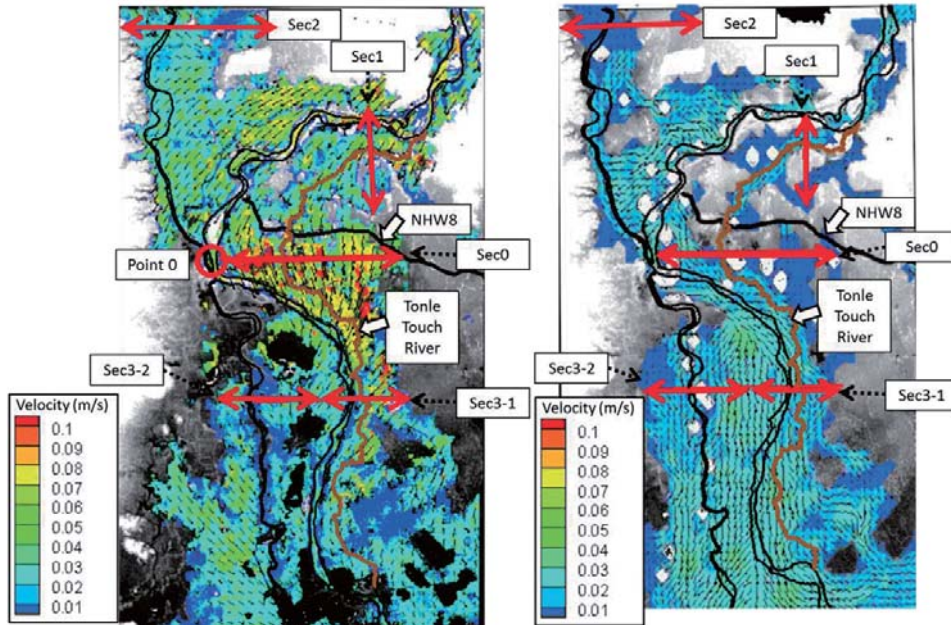 Sec2
Sec1
NHW8
Sec0
Point 0
Tonle
Touch
River
Sec3-2
Sec3-1
Velocity (m/s)
0.1
0.09
0.08
0.07
0.06
0.05
0.04
0.03
0.02
0.01
Sec2
Sec1
NHW8
Sec0
Tonle
Touch
River
Sec3-2
Sec3-1
Velocity (m/s)
0.1
0.09
0.08
0.07
0.06
0.05
0.04
0.03
0.02
0.01